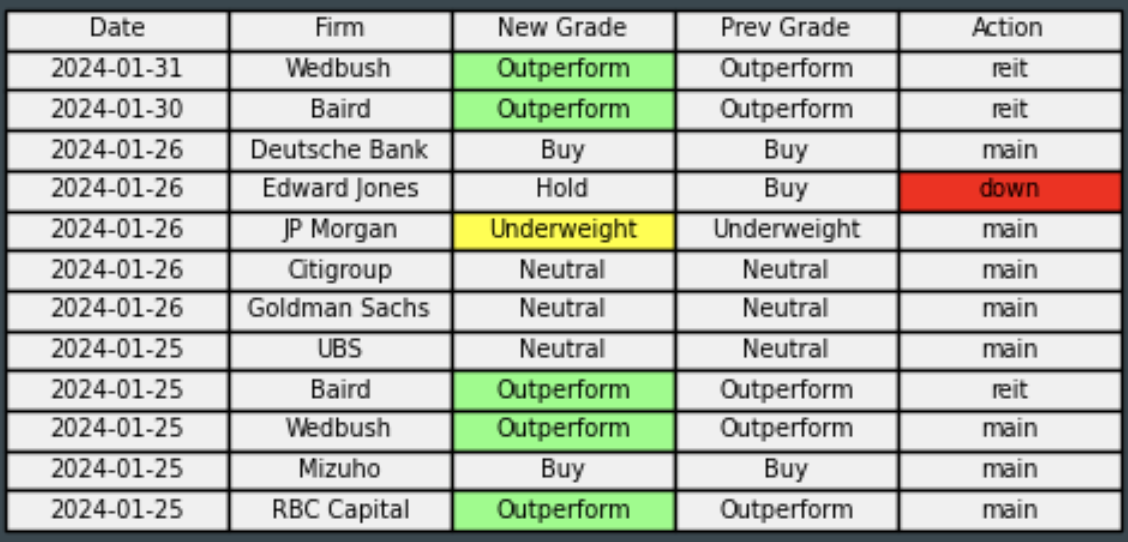 Date Firm New Grade Prev Grade Action
2024-01-31 Wedbush Outperform Outperform reit
2024-01-30 Baird Outperform Outperform reit
2024-01-26 Deutsche Bank Buy Buy main
2024-01-26 Edward Jones Hold Buy down
2024-01-26 JP Morgan Underweight Underweight main
2024-01-26 Citigroup Neutral Neutral main
2024-01-26 Goldman Sachs Neutral Neutral main
2024-01-25 UBS Neutral Neutral main
2024-01-25 Baird Outperform Outperform reit
2024-01-25 Wedbush Outperform Outperform main
2024-01-25 Mizuho Buy Buy main
2024-01-25 RBC Capital Outperform Outperform main